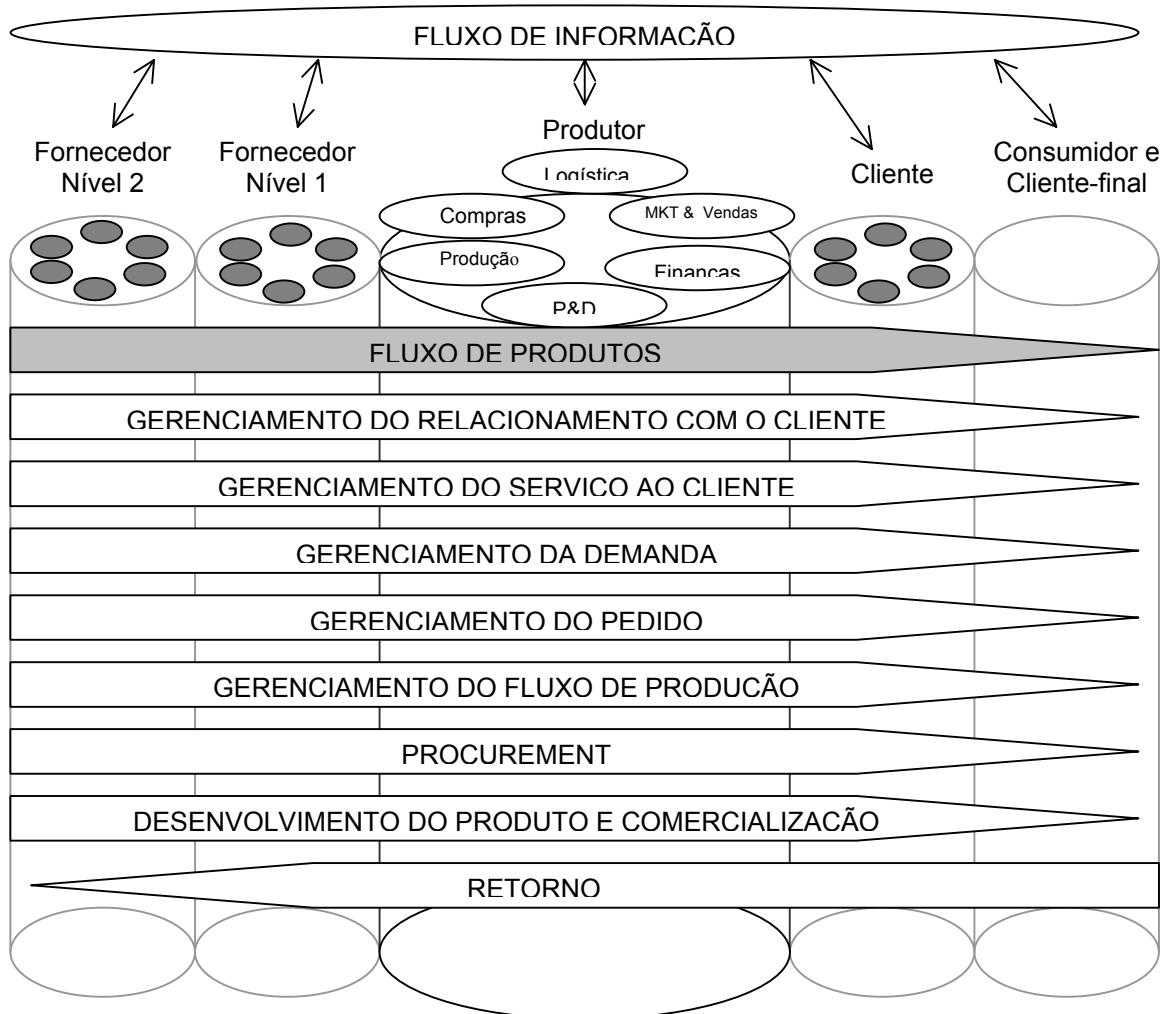 FLUXO DE INFORMAÇÃO
Fornecedor
Nível 2
Fornecedor
Nível 1
Produtor
Cliente
Consumidor e
Cliente-final
Logística
Compras
MKT & Vendas
Produção
Finanças
P&D
FLUXO DE PRODUTOS
GERENCIAMENTO DO RELACIONAMENTO COM O CLIENTE
GERENCIAMENTO DO SERVIÇO AO CLIENTE
GERENCIAMENTO DA DEMANDA
GERENCIAMENTO DO PEDIDO
GERENCIAMENTO DO FLUXO DE PRODUÇÃO
PROCUREMENT
DESENVOLVIMENTO DO PRODUTO E COMERCIALIZAÇÃO
RETORNO